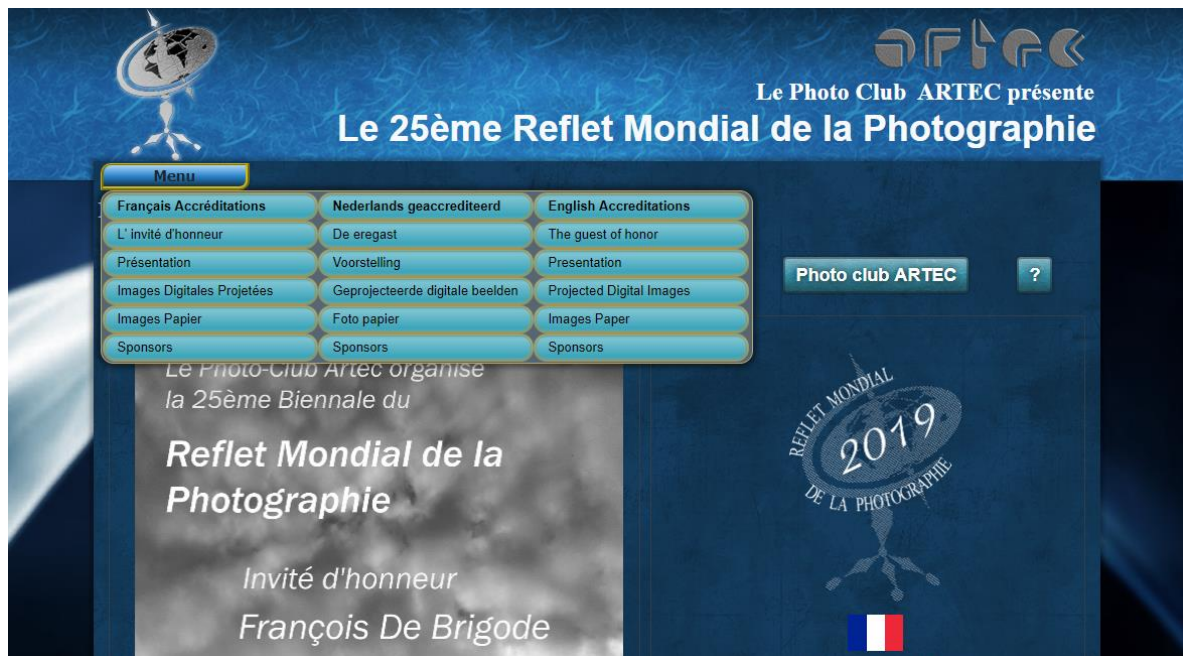 artec
Le Photo Club ARTEC présente
Le 25ème Reflet Mondial de la Photographie
Menu
Français Accréditations
Nederlands geaccrediteerd
English Accreditations
L' invité d'honneur
De eregast
The guest of honor
Présentation
Voorstelling
Presentation
Images Digitales Projetées
Geprojecteerde digitale beelden
Projected Digital Images
Images Papier
Foto papier
Images Paper
Sponsors
Sponsors
Sponsors
Photo club ARTEC
?
Le Photo-Club Artec organise
la 25ème Biennale du
Reflet Mondial de la
Photographie
Invité d'honneur
François De Brigode
REFLET MONDIAL
2019
DE LA PHOTOGRAPHIE